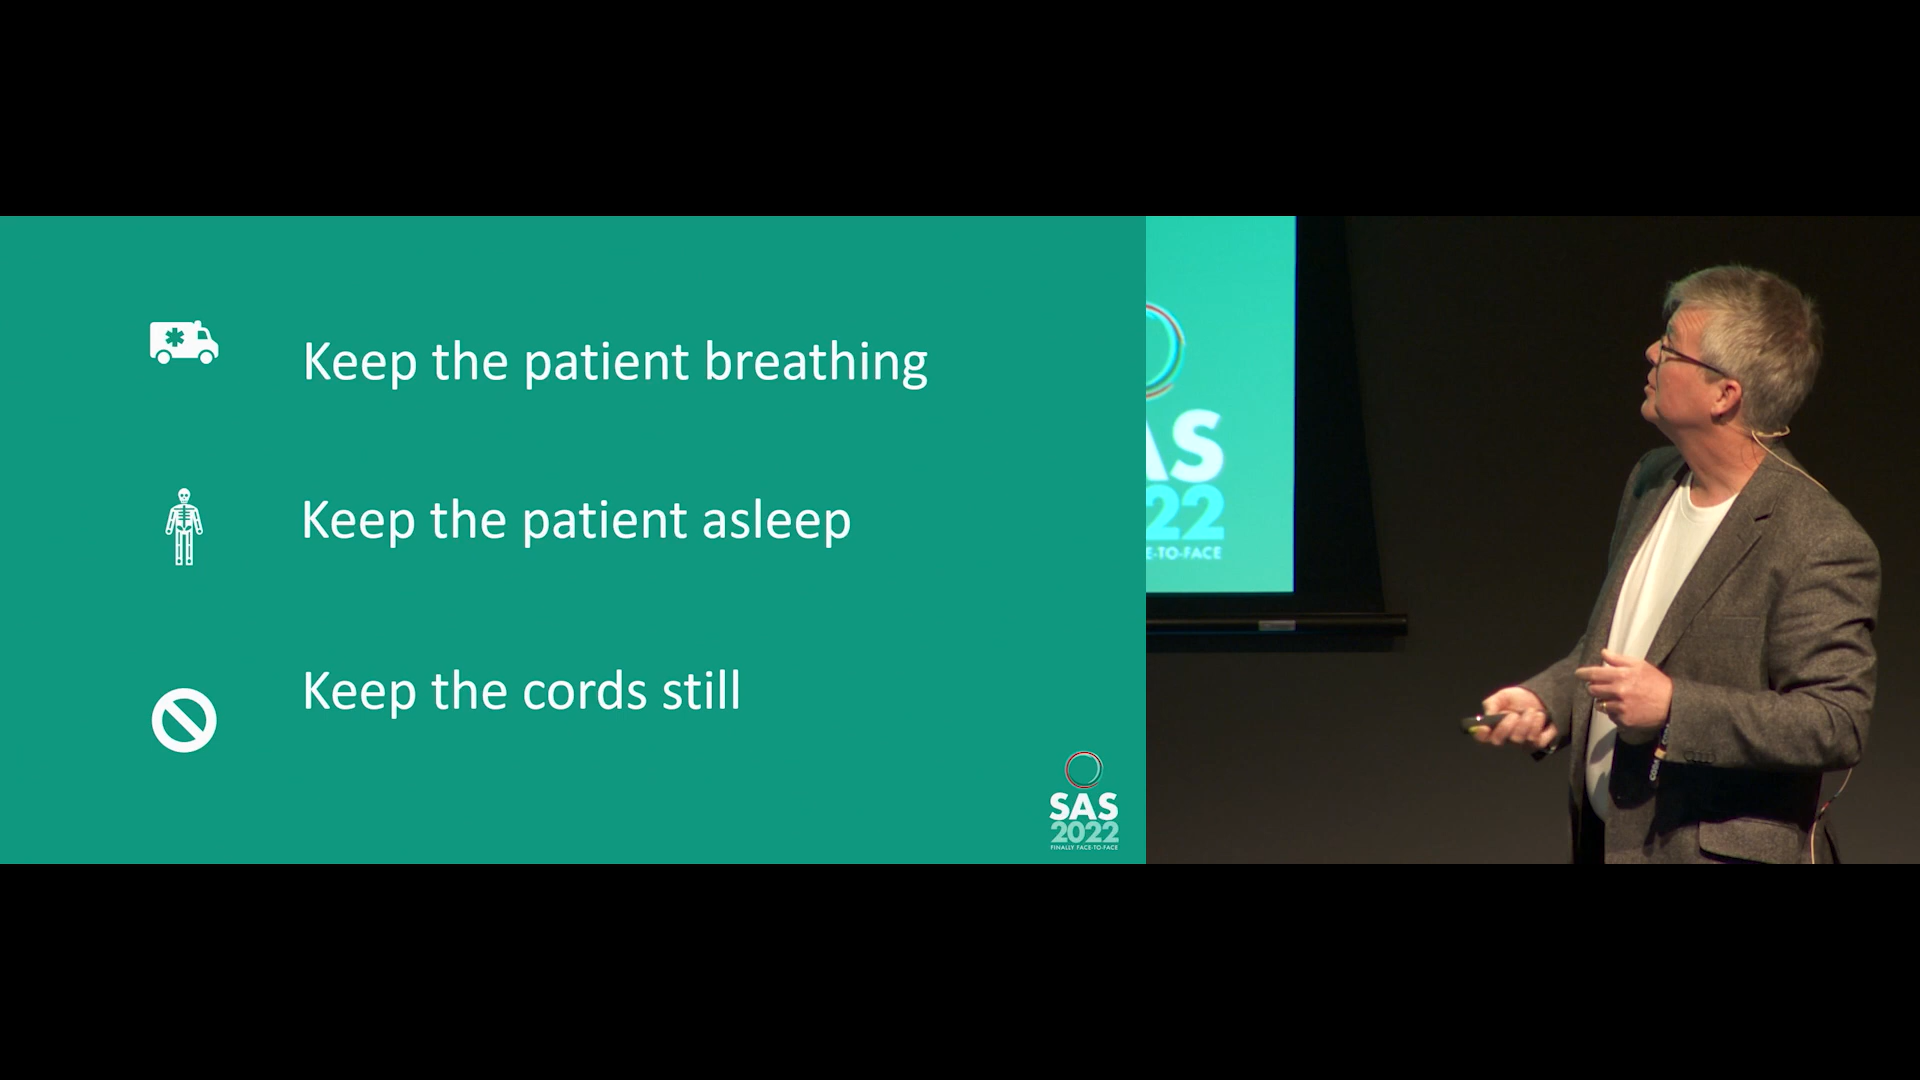 Keep the patient breathing
Keep the patient asleep
Keep the cords still
SAS
2022
FINALLY FACE-TO-FACE
AS
22
E-TO-FACE